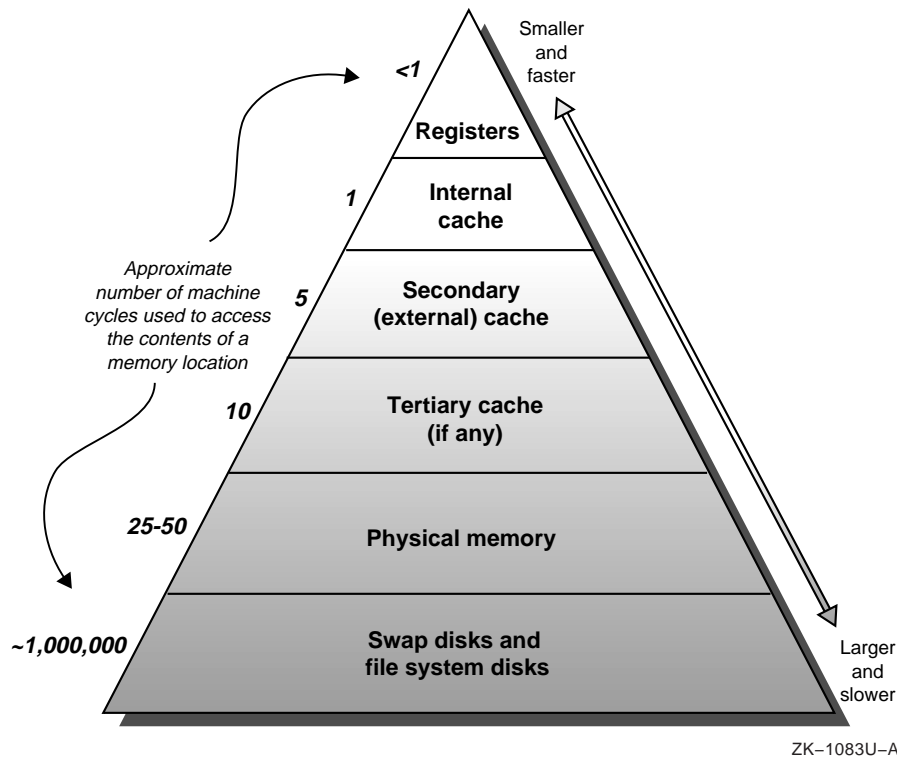 Smaller
and
faster
<1
Registers
1
Internal
cache
Approximate
number of machine
cycles used to access
the contents of a
memory location
5
Secondary
(external) cache
10
Tertiary cache
(if any)
25-50
Physical memory
~1,000,000
Swap disks and
file system disks
Larger
and
slower
ZK–1083U–A